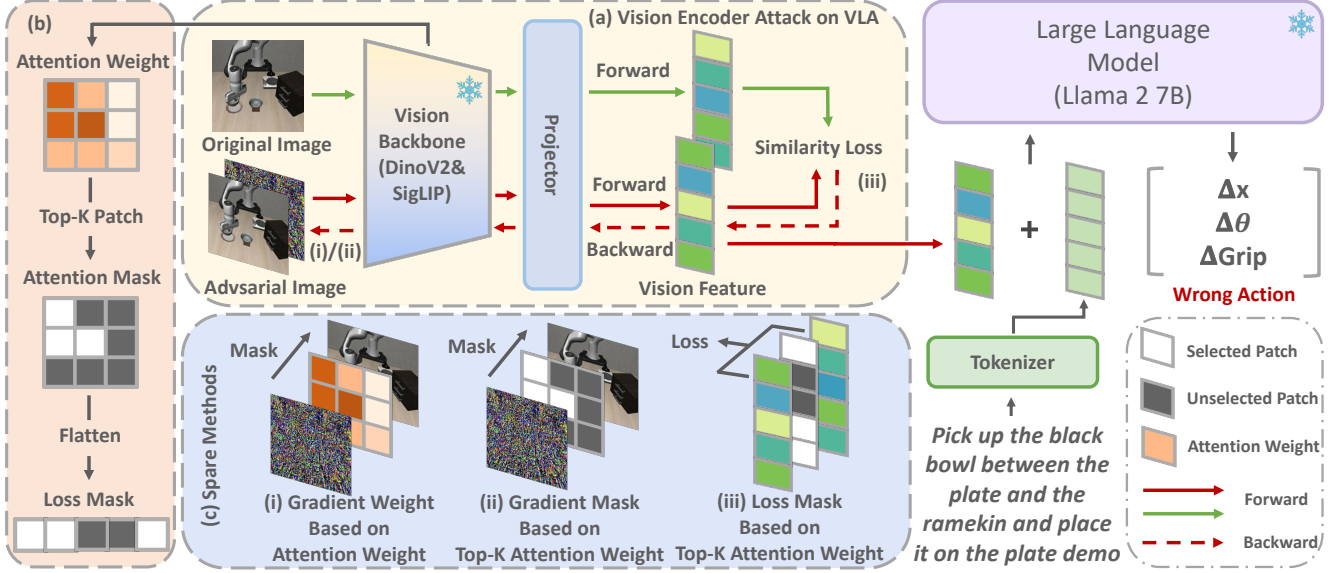 (b)
Attention Weight
Top-K Patch
Attention Mask
Flatten
Loss Mask
(a) Vision Encoder Attack on VLA
Original Image
Advsarial Image
(i)/(ii)
Vision
Backbone
(DinoV2&
SigLIP)
Projector
Forward
Forward
Backward
Similarity Loss
(iii)
Vision Feature
(c) Spare Methods
Mask
(i) Gradient Weight
Based on
Attention Weight
Mask
(ii) Gradient Mask
Based on
Top-K Attention Weight
Loss
(iii) Loss Mask
Based on
Top-K Attention Weight
Large Language
Model
(Llama 2 7B)
+
Δx
Δθ
ΔGrip
Wrong Action
Tokenizer
Pick up the black
bowl between the
plate and the
ramekin and place
it on the plate demo
Selected Patch
Unselected Patch
Attention Weight
Forward
Backward